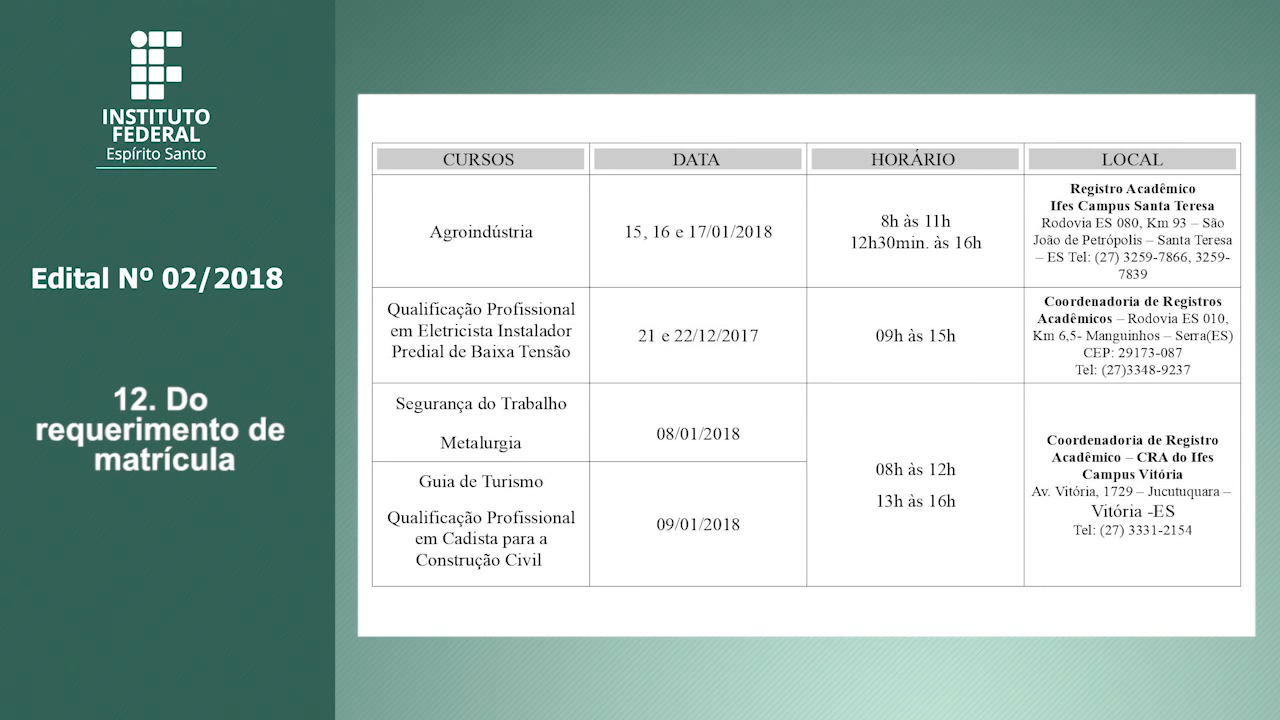 INSTITUTO
FEDERAL
Espírito Santo
Edital Nº 02/2018
12. Do
requerimento de
matrícula
CURSOS
DATA
HORÁRIO
LOCAL
Agroindústria
15, 16 e 17/01/2018
8h às 11h
12h30min. às 16h
Registro Acadêmico
Ifes Campus Santa Teresa
Rodovia ES 080, Km 93 – São
João de Petrópolis – Santa Teresa
– ES Tel: (27) 3259-7866, 3259-
7839
Qualificação Profissional
em Eletricista Instalador
Predial de Baixa Tensão
21 e 22/12/2017
09h às 15h
Coordenadoria de Registros
Acadêmicos – Rodovia ES 010,
Km 6,5- Manguinhos – Serra(ES)
CEP: 29173-087
Tel: (27)3348-9237
Segurança do Trabalho
Metalurgia
08/01/2018
Guia de Turismo
Qualificação Profissional
em Cadista para a
Construção Civil
09/01/2018
08h às 12h
13h às 16h
Coordenadoria de Registro
Acadêmico – CRA do Ifes
Campus Vitória
Av. Vitória, 1729 – Jucutuquara –
Vitória -ES
Tel: (27) 3331-2154